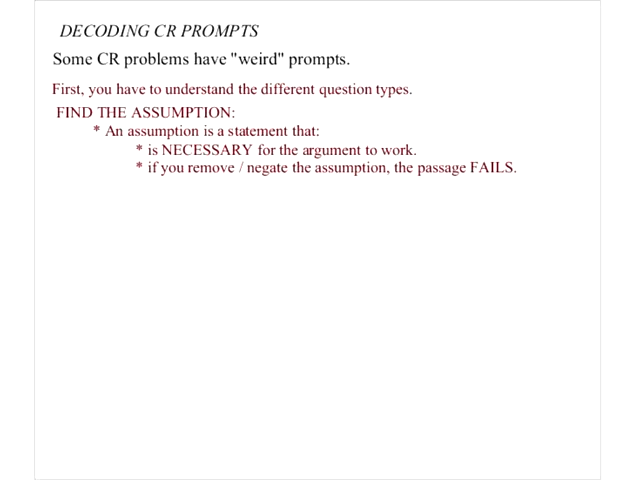 DECODING CR PROMPTS
Some CR problems have "weird" prompts.
First, you have to understand the different question types.
FIND THE ASSUMPTION:
* An assumption is a statement that:
* is NECESSARY for the argument to work.
* if you remove / negate the assumption, the passage FAILS.